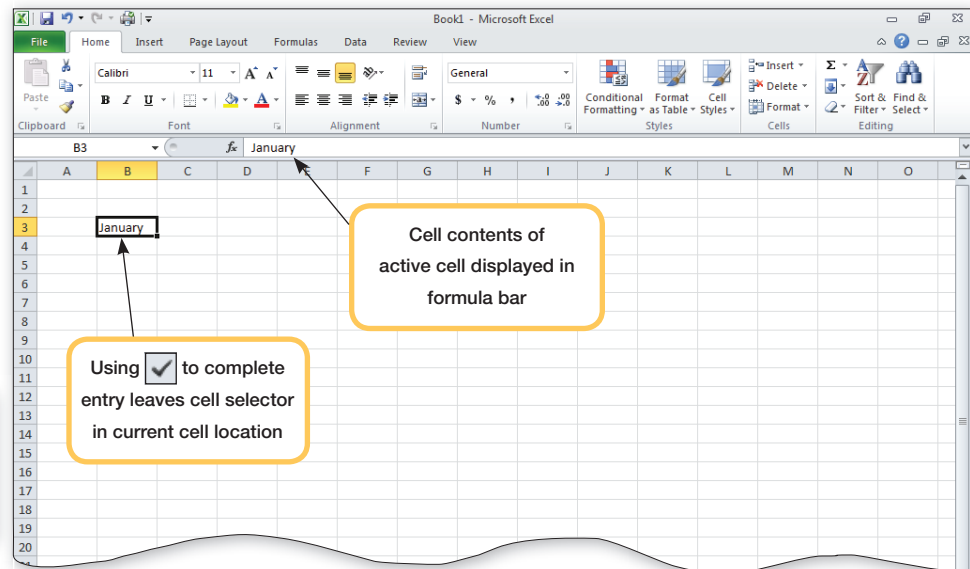 Book1 - Microsoft Excel
File Home Insert Page Layout Formulas Data Review View
Calibri 11 A A General Insert Σ
Paste B I U A $ % , .0 .00 .00 .0 Conditional Formatting Format as Table Cell Styles Delete Format Sort & Filter Find & Select
Clipboard Font Alignment Number Styles Cells Editing
B3 fx January
A B C D E F G H I J K L M N O
1
2
3 January
4
5
6
7
8
9
10
11
12
13
14
15
16
17
18
19
20
Cell contents of
active cell displayed in
formula bar
Using ✓ to complete
entry leaves cell selector
in current cell location